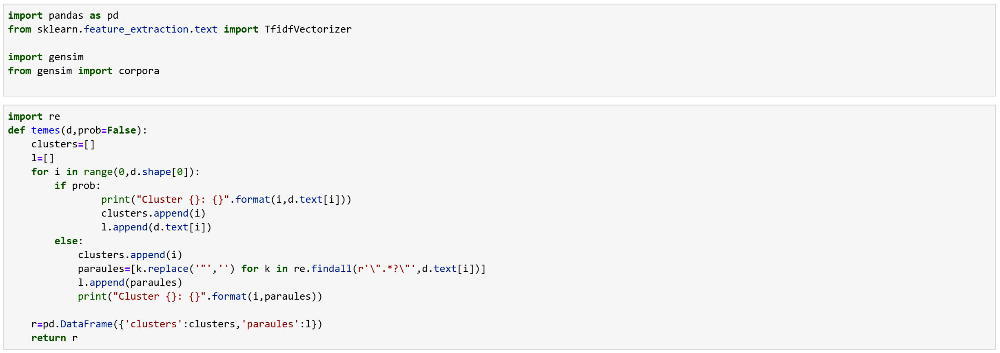 import pandas as pd
from sklearn.feature_extraction.text import TfidfVectorizer

import gensim
from gensim import corpora

import re
def temes(d,prob=False):
    clusters=[]
    l=[]
    for i in range(0,d.shape[0]):
        if prob:
                print("Cluster {}: {}".format(i,d.text[i]))
                clusters.append(i)
                l.append(d.text[i])
        else:
            clusters.append(i)
            paraules=[k.replace('"','') for k in re.findall(r'\".*?\"',d.text[i])]
            l.append(paraules)
            print("Cluster {}: {}".format(i,paraules))

    r=pd.DataFrame({'clusters':clusters,'paraules':l})
    return r